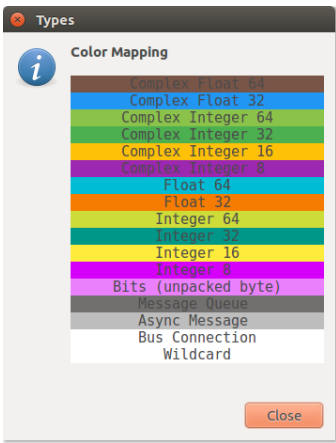 Types
Color Mapping
Complex Float 64
Complex Float 32
Complex Integer 64
Complex Integer 32
Complex Integer 16
Complex Integer 8
Float 64
Float 32
Integer 64
Integer 32
Integer 16
Integer 8
Bits (unpacked byte)
Message Queue
Async Message
Bus Connection
Wildcard
Close